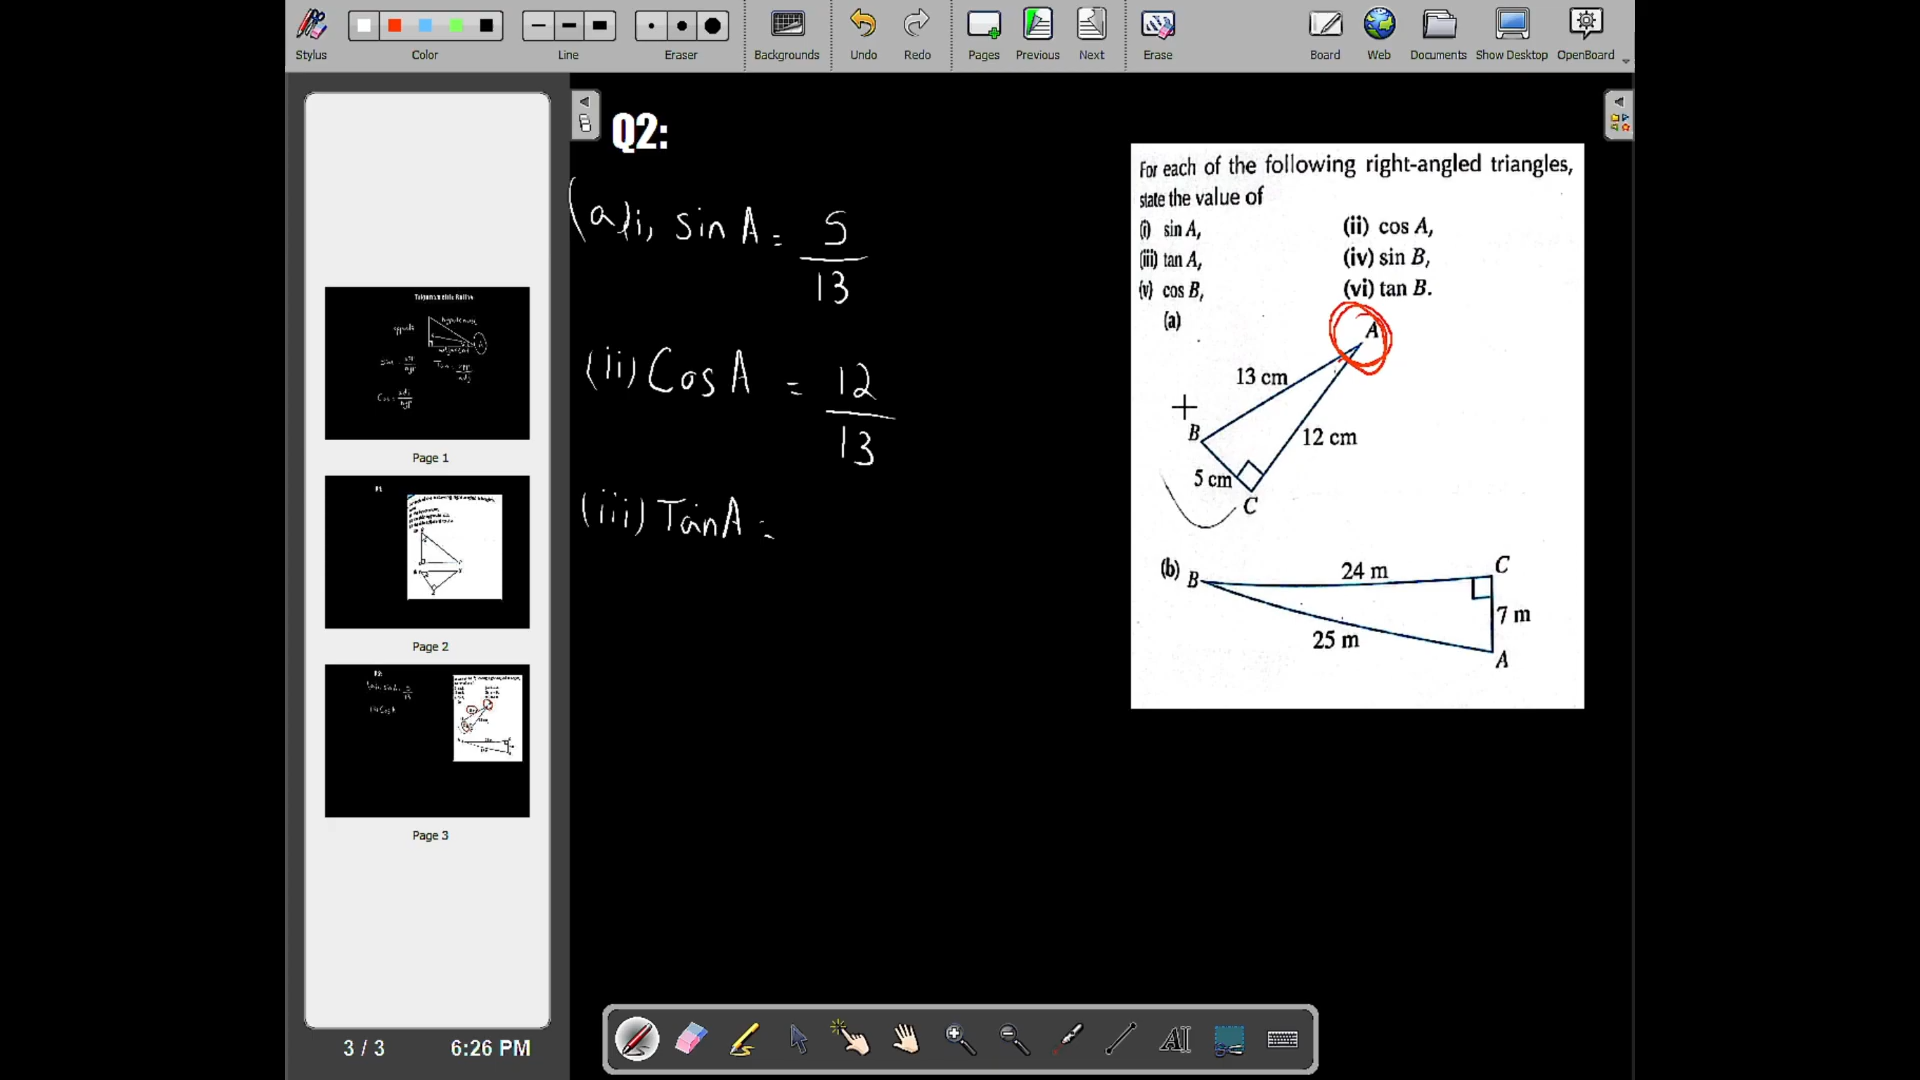 Stylus Color Line Eraser Backgrounds Undo Redo Pages Previous Next Erase Board Web Documents Show Desktop OpenBoard
Page 1
Page 2
Page 3
3 / 3 6:26 PM
Q2:
(a)i, sin A = 5/13
(ii) Cos A = 12/13
(iii) Tan A =
For each of the following right-angled triangles,
state the value of
(i) sin A, (ii) cos A,
(iii) tan A, (iv) sin B,
(v) cos B, (vi) tan B.
(a)
A
13 cm
B
12 cm
5 cm
C
(b)
B
24 m
C
7 m
25 m
A